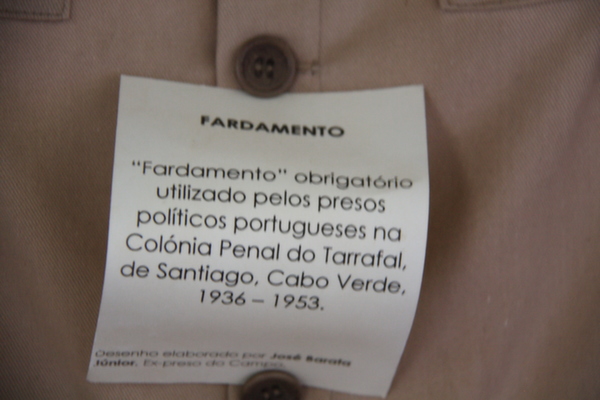 FARDAMENTO
“Fardamento” obrigatório
utilizado pelos presos
políticos portugueses na
Colónia Penal do Tarrafal,
de Santiago, Cabo Verde,
1936 – 1953.
Desenho elaborado por José Barata
Júnior. Ex-preso do Campo.